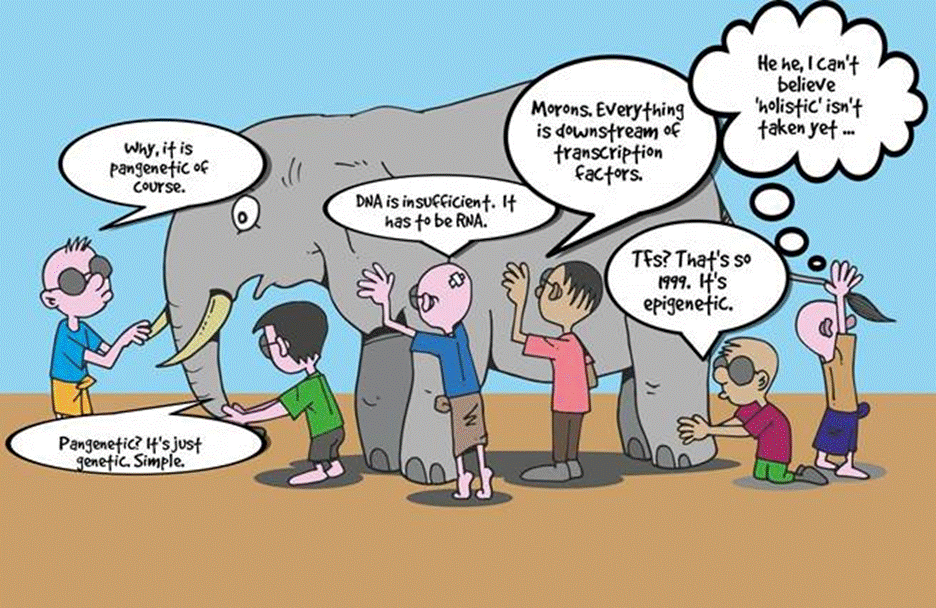 Why, it is
pangenetic of
course.
Pangenetic? It's just
genetic. Simple.
DNA is insufficient. It
has to be RNA.
Morons. Everything
is downstream of
transcription
factors.
TFs? That's so
1999. It's
epigenetic.
He he, I can't
believe
'holistic' isn't
taken yet ...